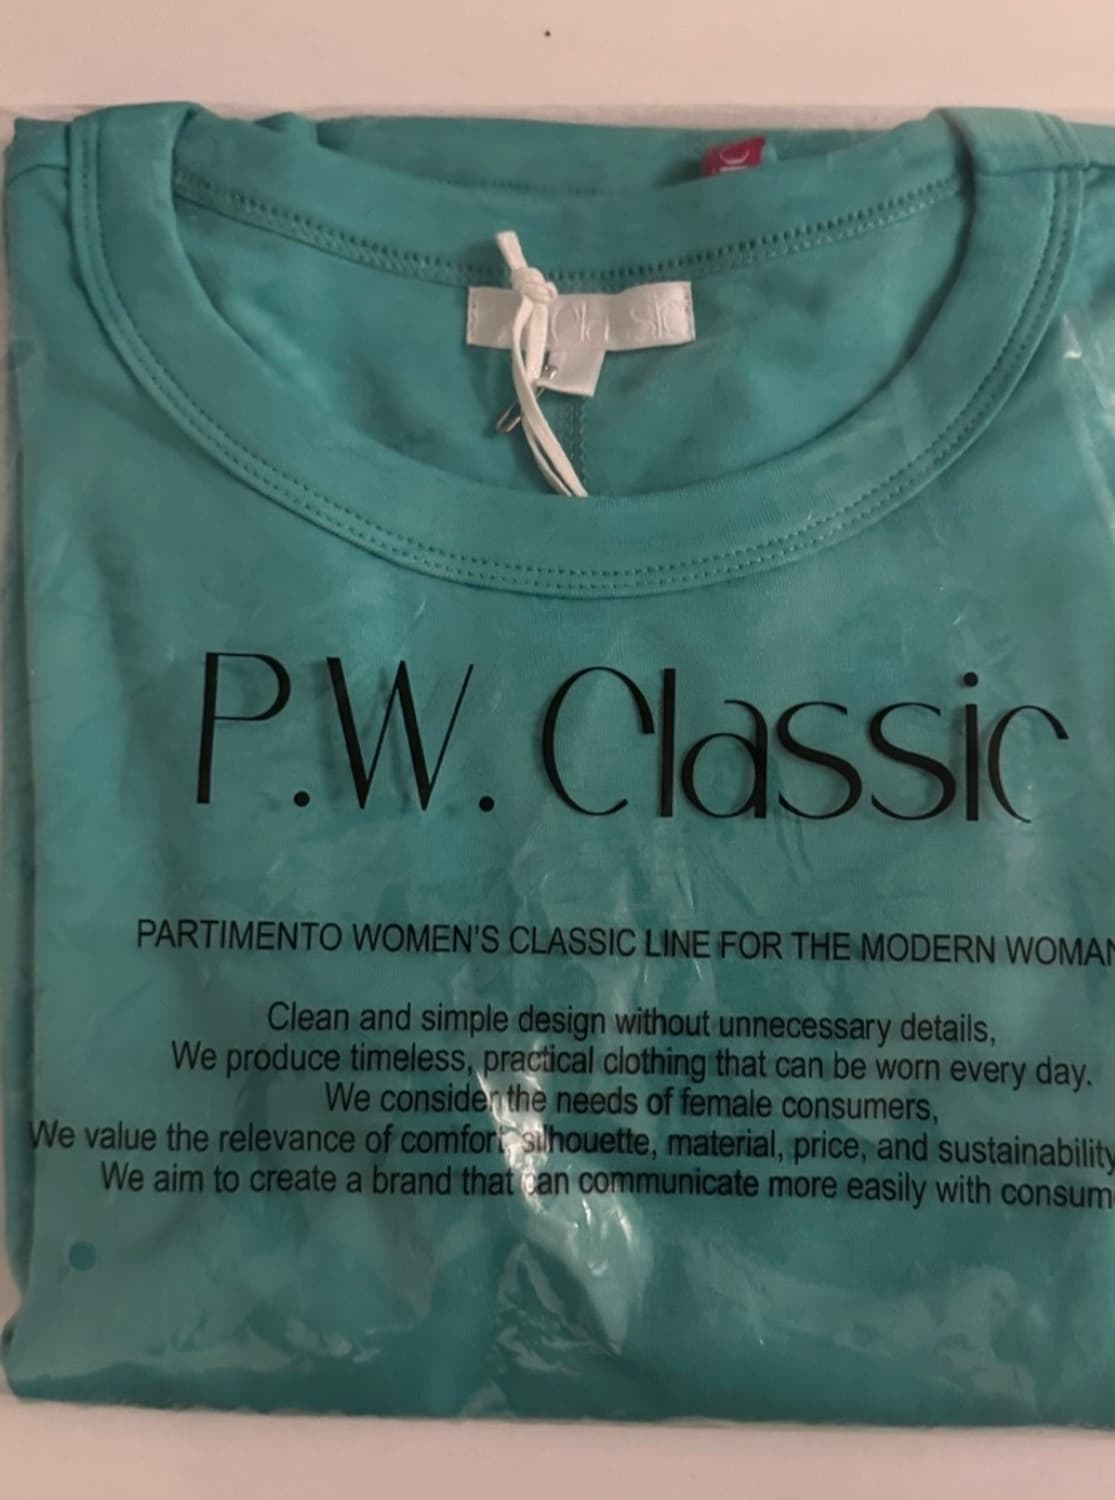 Classic
P.W. Classic
PARTIMENTO WOMEN'S CLASSIC LINE FOR THE MODERN WOMAN
Clean and simple design without unnecessary details,
We produce timeless, practical clothing that can be worn every day.
We consider the needs of female consumers,
We value the relevance of comfort, silhouette, material, price, and sustainability
We aim to create a brand that can communicate more easily with consum